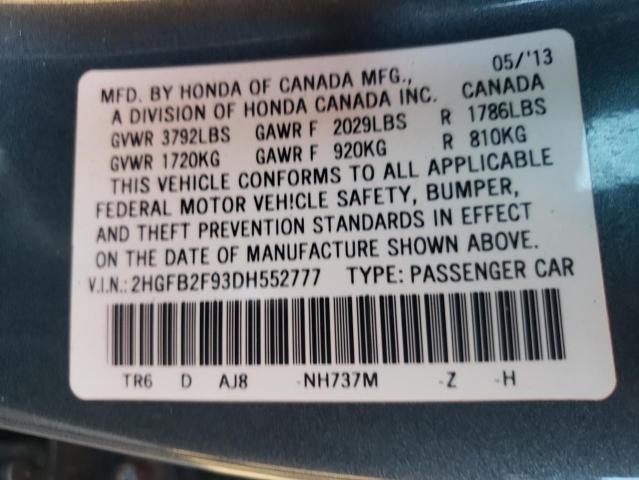 05/'13
MFD. BY HONDA OF CANADA MFG.,
A DIVISION OF HONDA CANADA INC. CANADA
GVWR 3792LBS GAWR F 2029LBS R 1786LBS
GVWR 1720KG GAWR F 920KG R 810KG
THIS VEHICLE CONFORMS TO ALL APPLICABLE
FEDERAL MOTOR VEHICLE SAFETY, BUMPER,
AND THEFT PREVENTION STANDARDS IN EFFECT
ON THE DATE OF MANUFACTURE SHOWN ABOVE.
V.I.N.: 2HGFB2F93DH552777 TYPE: PASSENGER CAR
TR6 D AJ8 -NH737M -Z -H